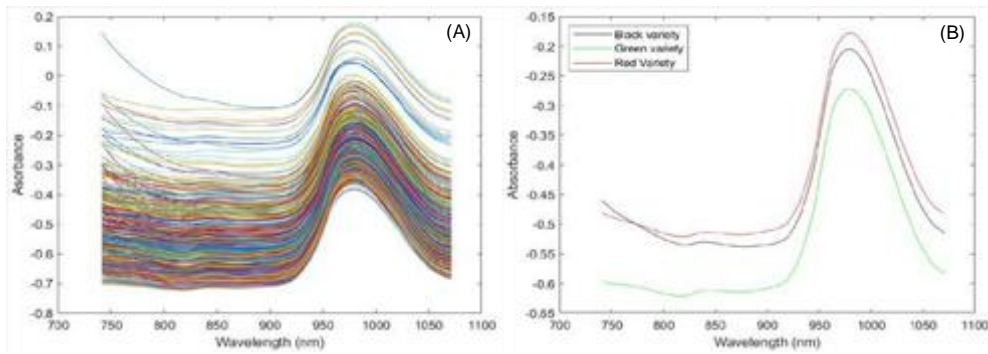 (A)
0.2
0.1
0
-0.1
-0.2
-0.3
-0.4
-0.5
-0.6
-0.7
-0.8
Asorbance
700 750 800 850 900 950 1000 1050 1100
Wavelength (nm)
(B)
Black variety
Green variety
Red Variety
-0.15
-0.2
-0.25
-0.3
-0.35
-0.4
-0.45
-0.5
-0.55
-0.6
-0.65
Absorbance
700 750 800 850 900 950 1000 1050 1100
Wavelength (nm)